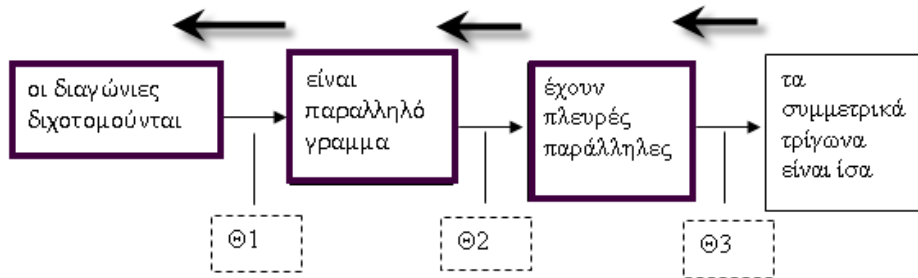 οι διαγώνιες
διχοτομούνται
είναι
παραλληλό
γραμμα
έχουν
πλευρές
παράλληλες
τα
συμμετρικά
τρίγωνα
είναι ίσα
Θ1
Θ2
Θ3